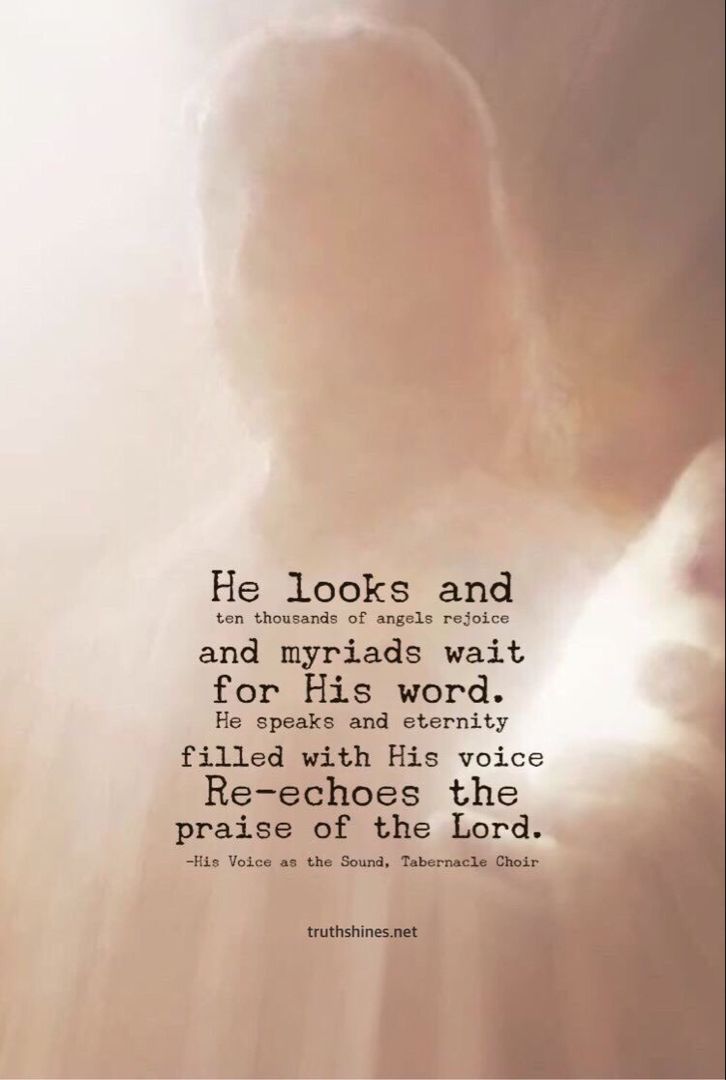 He looks and
ten thousands of angels rejoice
and myriads wait
for His word.
He speaks and eternity
filled with His voice
Re-echoes the
praise of the Lord.
-His Voice as the Sound, Tabernacle Choir
truthshines.net